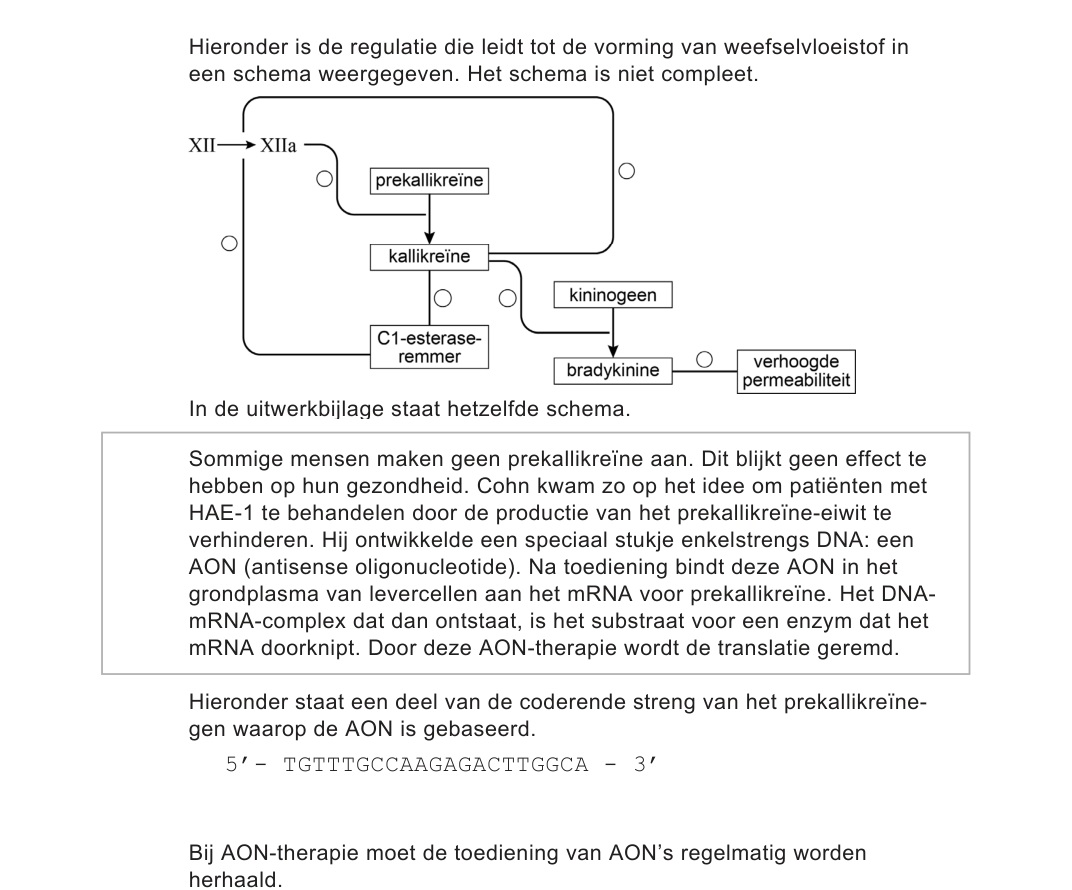 Hieronder is de regulatie die leidt tot de vorming van weefselvloeistof in
een schema weergegeven. Het schema is niet compleet.
XII
XIIa
prekallikreïne
kallikreïne
kininogeen
C1-esterase-
remmer
bradykinine
verhoogde
permeabiliteit
In de uitwerkbijlage staat hetzelfde schema.
Sommige mensen maken geen prekallikreïne aan. Dit blijkt geen effect te
hebben op hun gezondheid. Cohn kwam zo op het idee om patiënten met
HAE-1 te behandelen door de productie van het prekallikreïne-eiwit te
verhinderen. Hij ontwikkelde een speciaal stukje enkelstrengs DNA: een
AON (antisense oligonucleotide). Na toediening bindt deze AON in het
grondplasma van levercellen aan het mRNA voor prekallikreïne. Het DNA-
mRNA-complex dat dan ontstaat, is het substraat voor een enzym dat het
mRNA doorknipt. Door deze AON-therapie wordt de translatie geremd.
Hieronder staat een deel van de coderende streng van het prekallikreïne-
gen waarop de AON is gebaseerd.
5′ - TGTTTGCCAAGAGACTTGGCA - 3′
Bij AON-therapie moet de toediening van AON's regelmatig worden
herhaald.